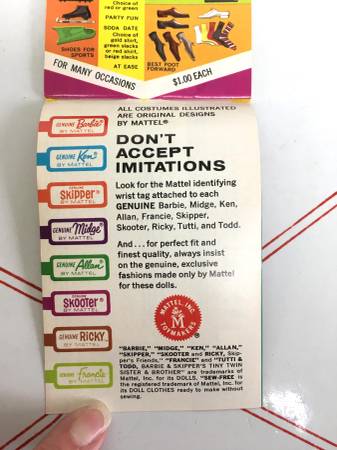 Choice of
red or green
PARTY FUN
SODA DATE
Choice of
gold skirt,
green slacks
or red shirt,
beige slacks
AT EASE
SHOES FOR
SPORTS
BEST FOOT
FORWARD
FOR MANY OCCASIONS
$1.00 EACH
ALL COSTUMES ILLUSTRATED
ARE ORIGINAL DESIGNS
BY MATTEL®
DON'T
ACCEPT
IMITATIONS
Look for the Mattel identifying
wrist tag attached to each
GENUINE Barbie, Midge, Ken,
Allan, Francie, Skipper,
Skooter, Ricky, Tutti, and Todd.
And...for perfect fit and
finest quality, always insist
on the genuine, exclusive
fashions made only by Mattel
for these dolls.
GENUINE Barbie®
BY MATTEL
GENUINE Ken®
BY MATTEL
GENUINE
SKIPPER®
BY MATTEL
GENUINE Midge®
BY MATTEL
GENUINE Allan®
BY MATTEL
GENUINE
SKOOTER®
BY MATTEL
GENUINE RICKY™
BY MATTEL
GENUINE Francie™
BY MATTEL
MATTEL, INC.
M
TOYMAKERS
"BARBIE," "MIDGE," "KEN," "ALLAN,"
"SKIPPER," "SKOOTER and RICKY, Skip-
per's Friends," "FRANCIE" and "TUTTI &
TODD, BARBIE & SKIPPER'S TINY TWIN
SISTER & BROTHER" are trademarks of
Mattel, Inc. for its DOLLS. "SEW-FREE is
the registered trademark of Mattel, Inc. for
its DOLL CLOTHES ready to make without
sewing.